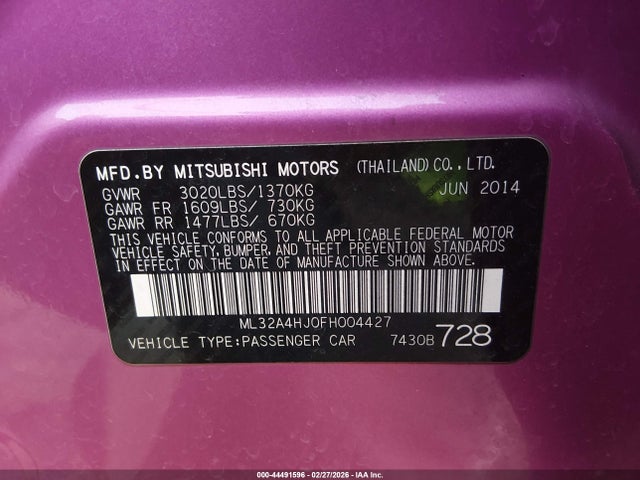 MFD.BY MITSUBISHI MOTORS (THAILAND) CO.,LTD.
GVWR 3020LBS/1370KG JUN 2014
GAWR FR 1609LBS/ 730KG
GAWR RR 1477LBS/ 670KG
THIS VEHICLE CONFORMS TO ALL APPLICABLE FEDERAL MOTOR
VEHICLE SAFETY, BUMPER, AND THEFT PREVENTION STANDARDS
IN EFFECT ON THE DATE OF MANUFACTURE SHOWN ABOVE.
ML32A4HJ0FH004427
VEHICLE TYPE:PASSENGER CAR 7430B 728
000-44491596 - 02/27/2026 - IAA Inc.